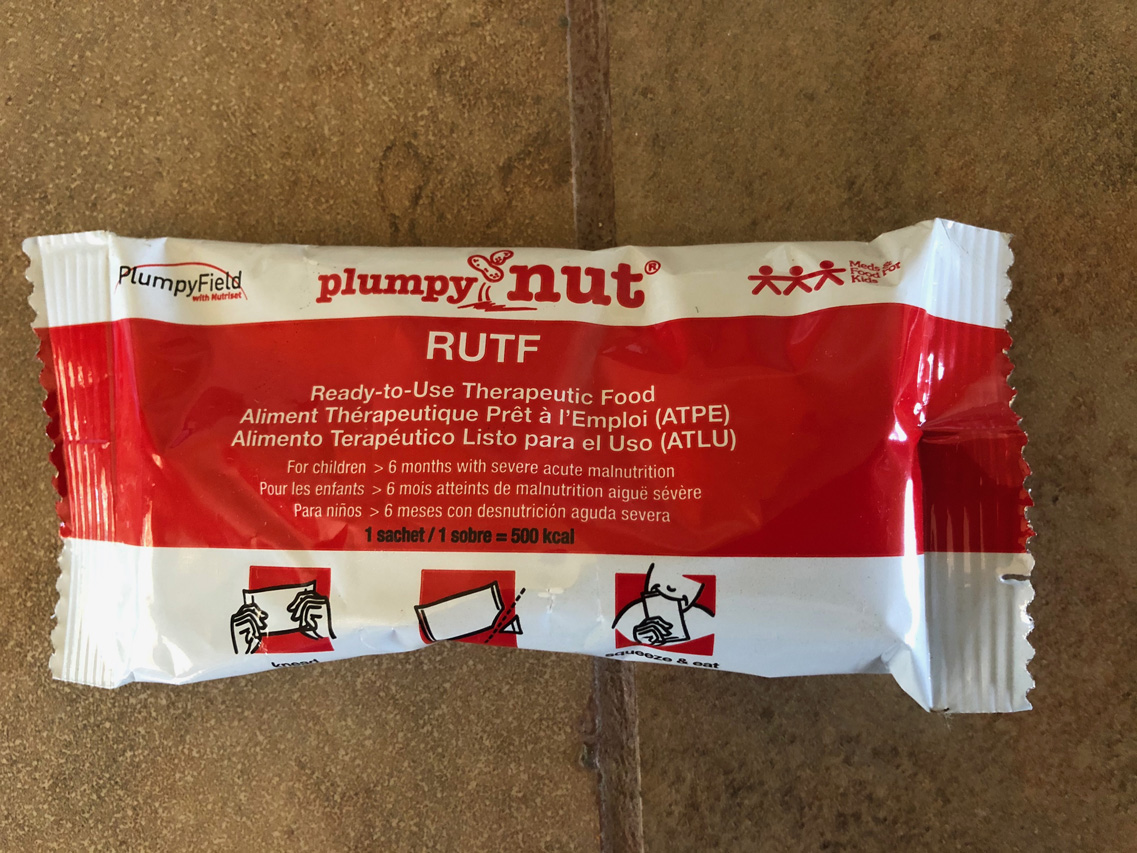 PlumpyField
with Nutriset
plumpy nut®
Meds &
Food For
Kids
RUTF
Ready-to-Use Therapeutic Food
Aliment Thérapeutique Prêt à l'Emploi (ATPE)
Alimento Terapéutico Listo para el Uso (ATLU)
For children > 6 months with severe acute malnutrition
Pour les enfants > 6 mois atteints de malnutrition aiguë sévère
Para niños > 6 meses con desnutrición aguda severa
1 sachet / 1 sobre = 500 kcal
knead
squeeze & eat